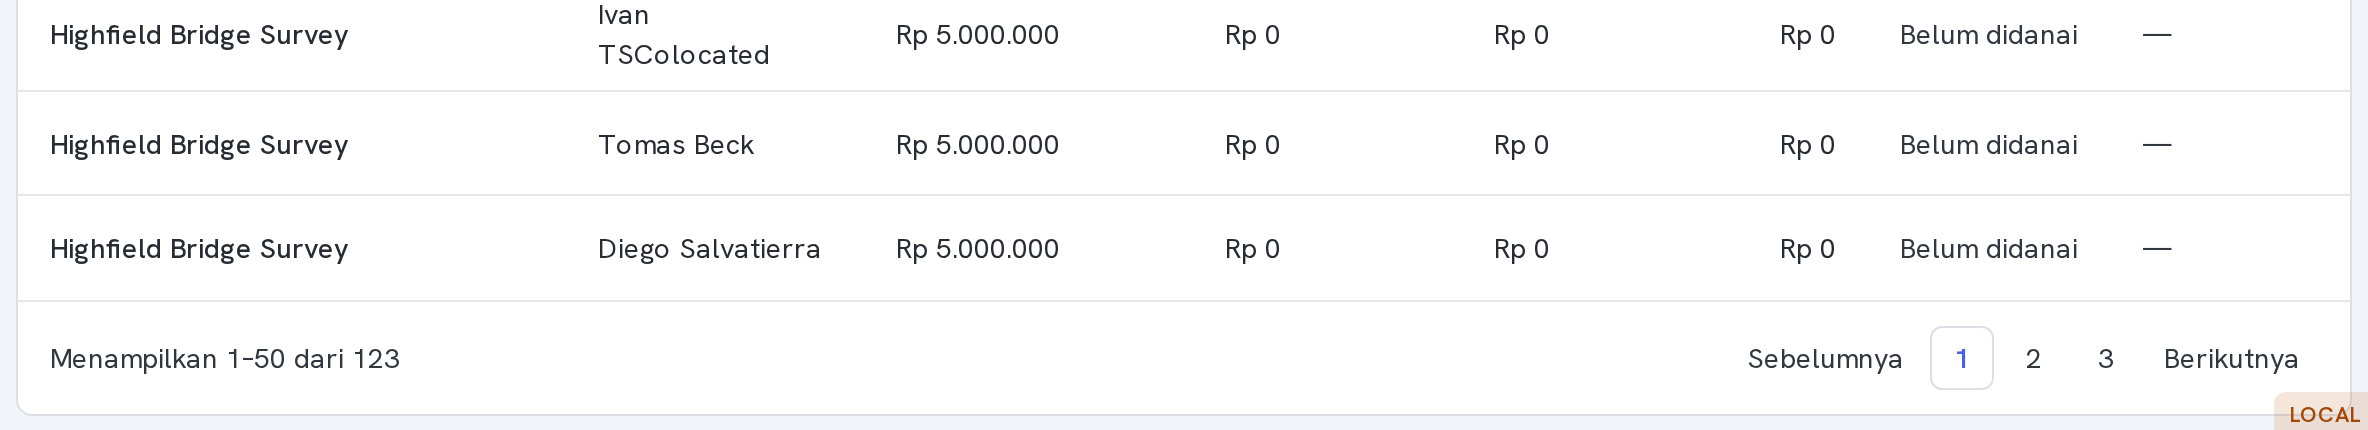 Ivan
Highfield Bridge Survey Rp 5.000.000 Rp 0 Rp 0 Rp 0 Belum didanai —
TSColocated
Highfield Bridge Survey Tomas Beck Rp 5.000.000 Rp 0 Rp 0 Rp 0 Belum didanai —
Highfield Bridge Survey Diego Salvatierra Rp 5.000.000 Rp 0 Rp 0 Rp 0 Belum didanai —
Menampilkan 1–50 dari 123 Sebelumnya 1 2 3 Berikutnya
LOCAL